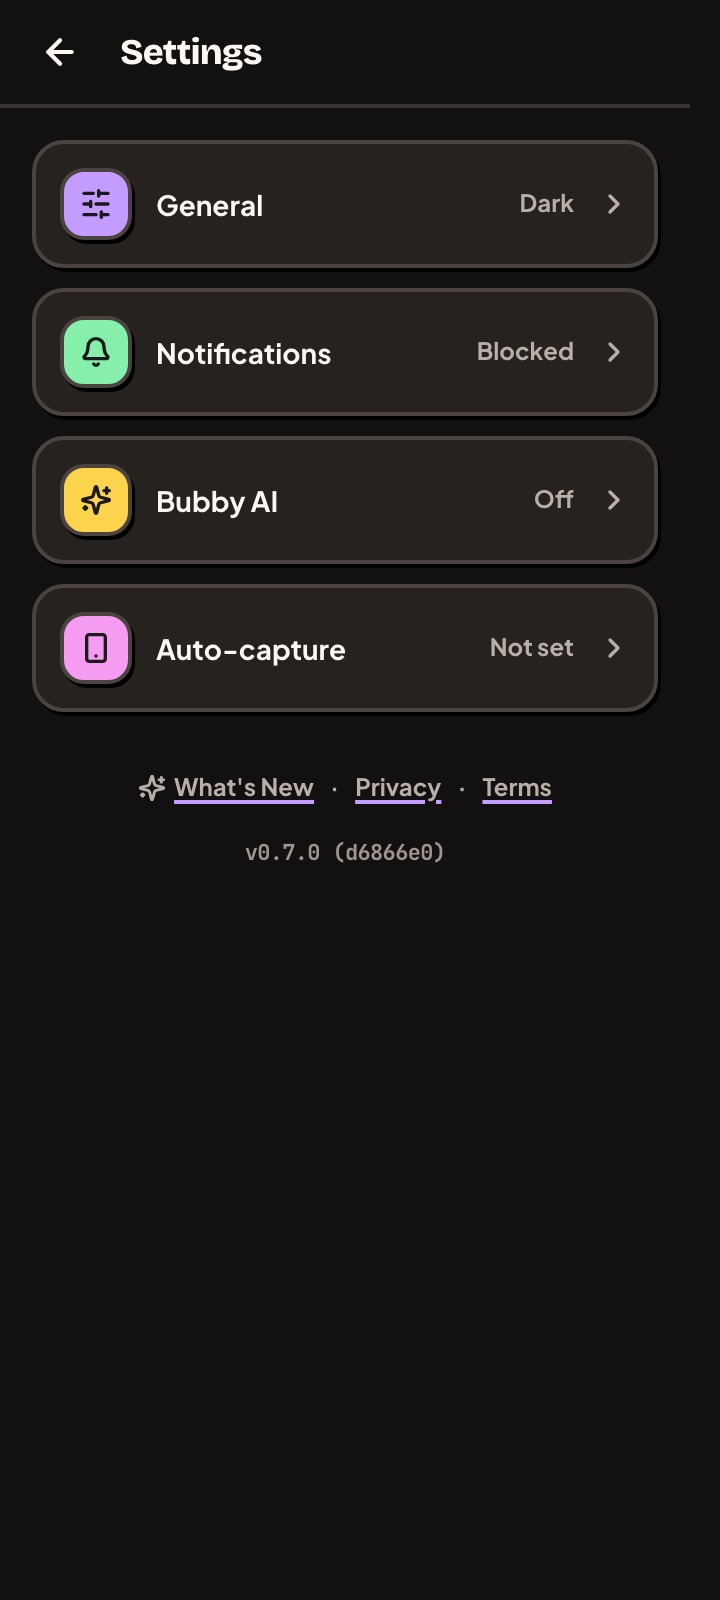 Settings
General Dark
Notifications Blocked
Bubby AI Off
Auto-capture Not set
What's New · Privacy · Terms
v0.7.0 (d6866e0)